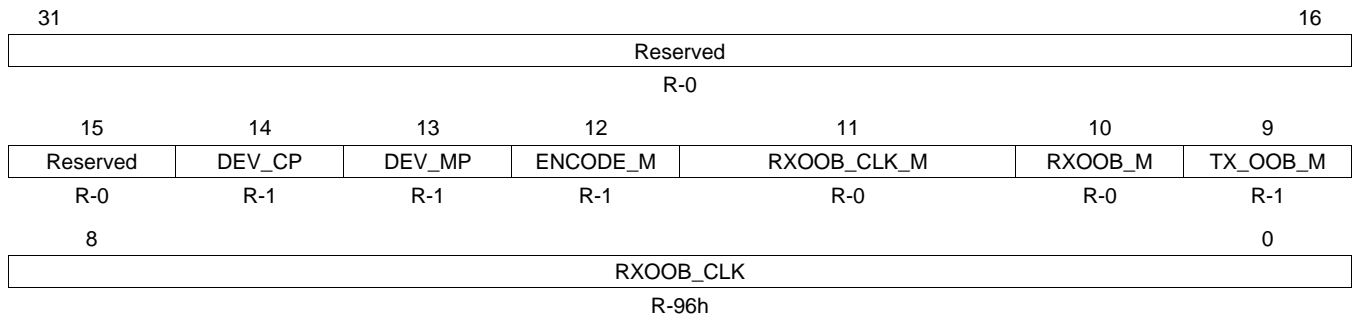 31 16
Reserved
R-0
15 14 13 12 11 10 9
Reserved DEV_CP DEV_MP ENCODE_M RXOOB_CLK_M RXOOB_M TX_OOB_M
R-0 R-1 R-1 R-1 R-0 R-0 R-1
8 0
RXOOB_CLK
R-96h